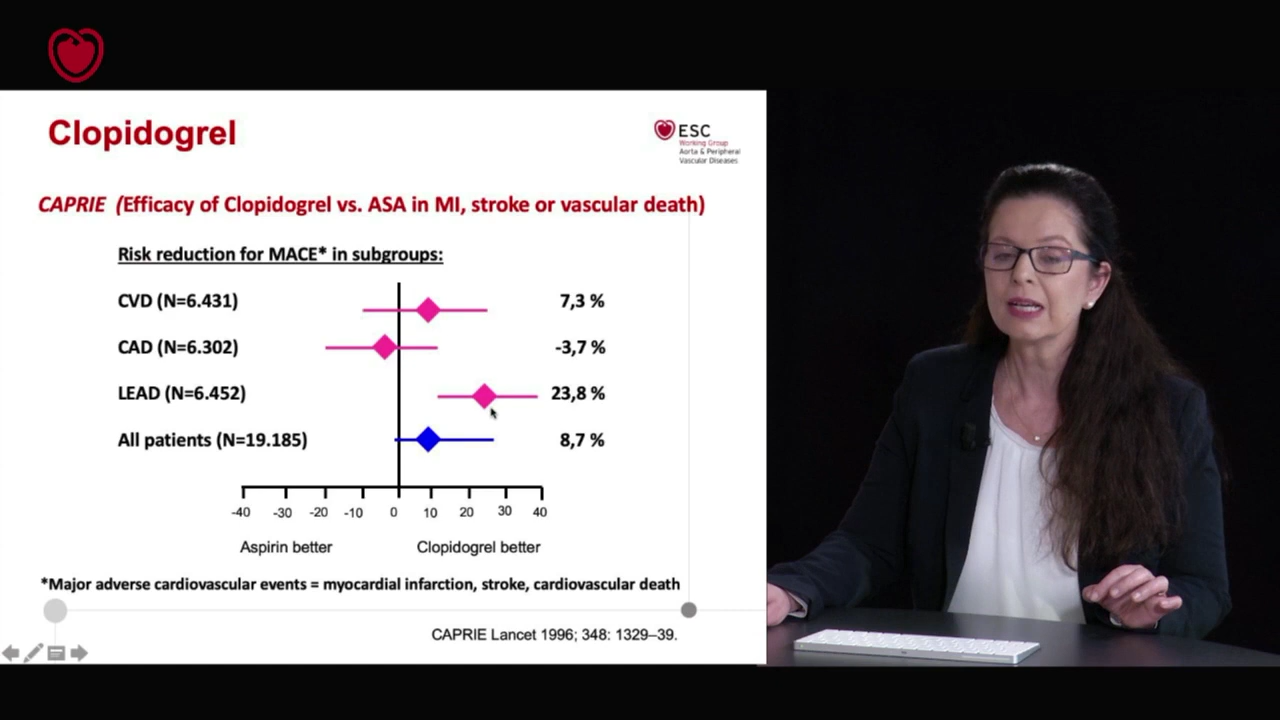 Clopidogrel
ESC
Working Group
Aorta & Peripheral
Vascular Diseases
CAPRIE (Efficacy of Clopidogrel vs. ASA in MI, stroke or vascular death)
Risk reduction for MACE* in subgroups:
CVD (N=6.431) 7,3 %
CAD (N=6.302) -3,7 %
LEAD (N=6.452) 23,8 %
All patients (N=19.185) 8,7 %
-40 -30 -20 -10 0 10 20 30 40
Aspirin better Clopidogrel better
*Major adverse cardiovascular events = myocardial infarction, stroke, cardiovascular death
CAPRIE Lancet 1996; 348: 1329–39.